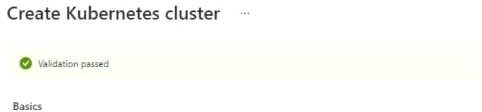 Create Kubernetes cluster ...
Validation passed
Basics